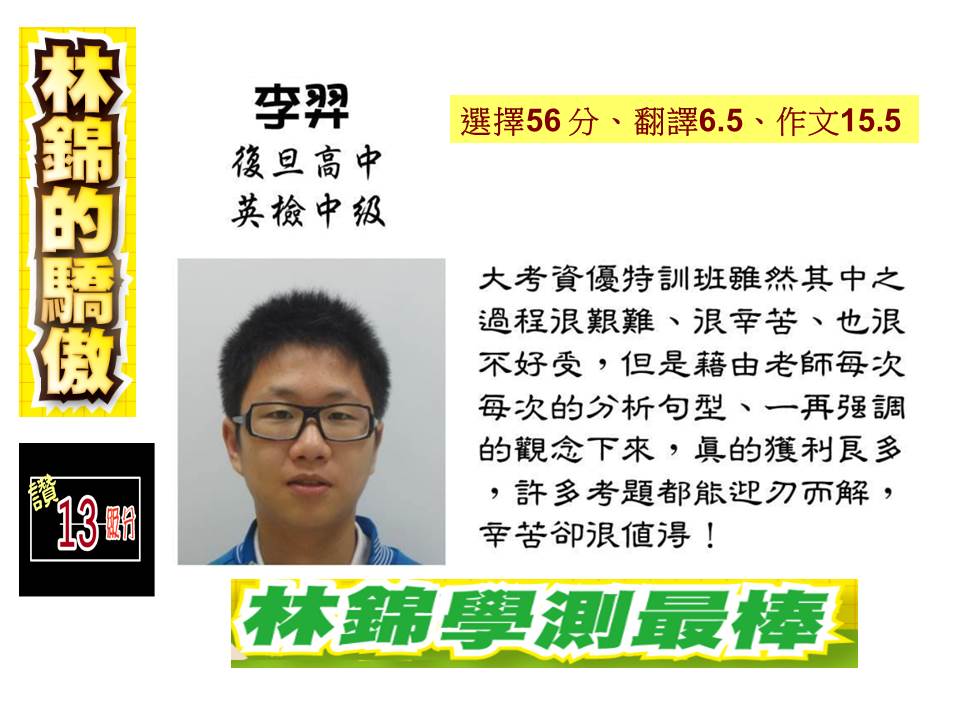 林錦的驕傲
李羿
復旦高中
英檢中級
選擇56 分、翻譯6.5、作文15.5
大考資優特訓班雖然其中之
過程很艱難、很辛苦、也很
不好受，但是藉由老師每次
每次的分析句型、一再強調
的觀念下來，真的獲利良多
，許多考題都能迎刃而解，
辛苦卻很值得！
讚
13 級分
林錦學測最棒